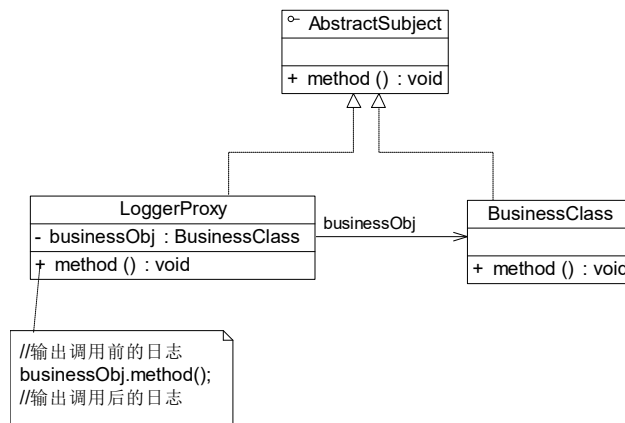 AbstractSubject
+ method () : void
LoggerProxy
- businessObj : BusinessClass
+ method () : void
businessObj
BusinessClass
+ method () : void
//输出调用前的日志
businessObj.method();
//输出调用后的日志